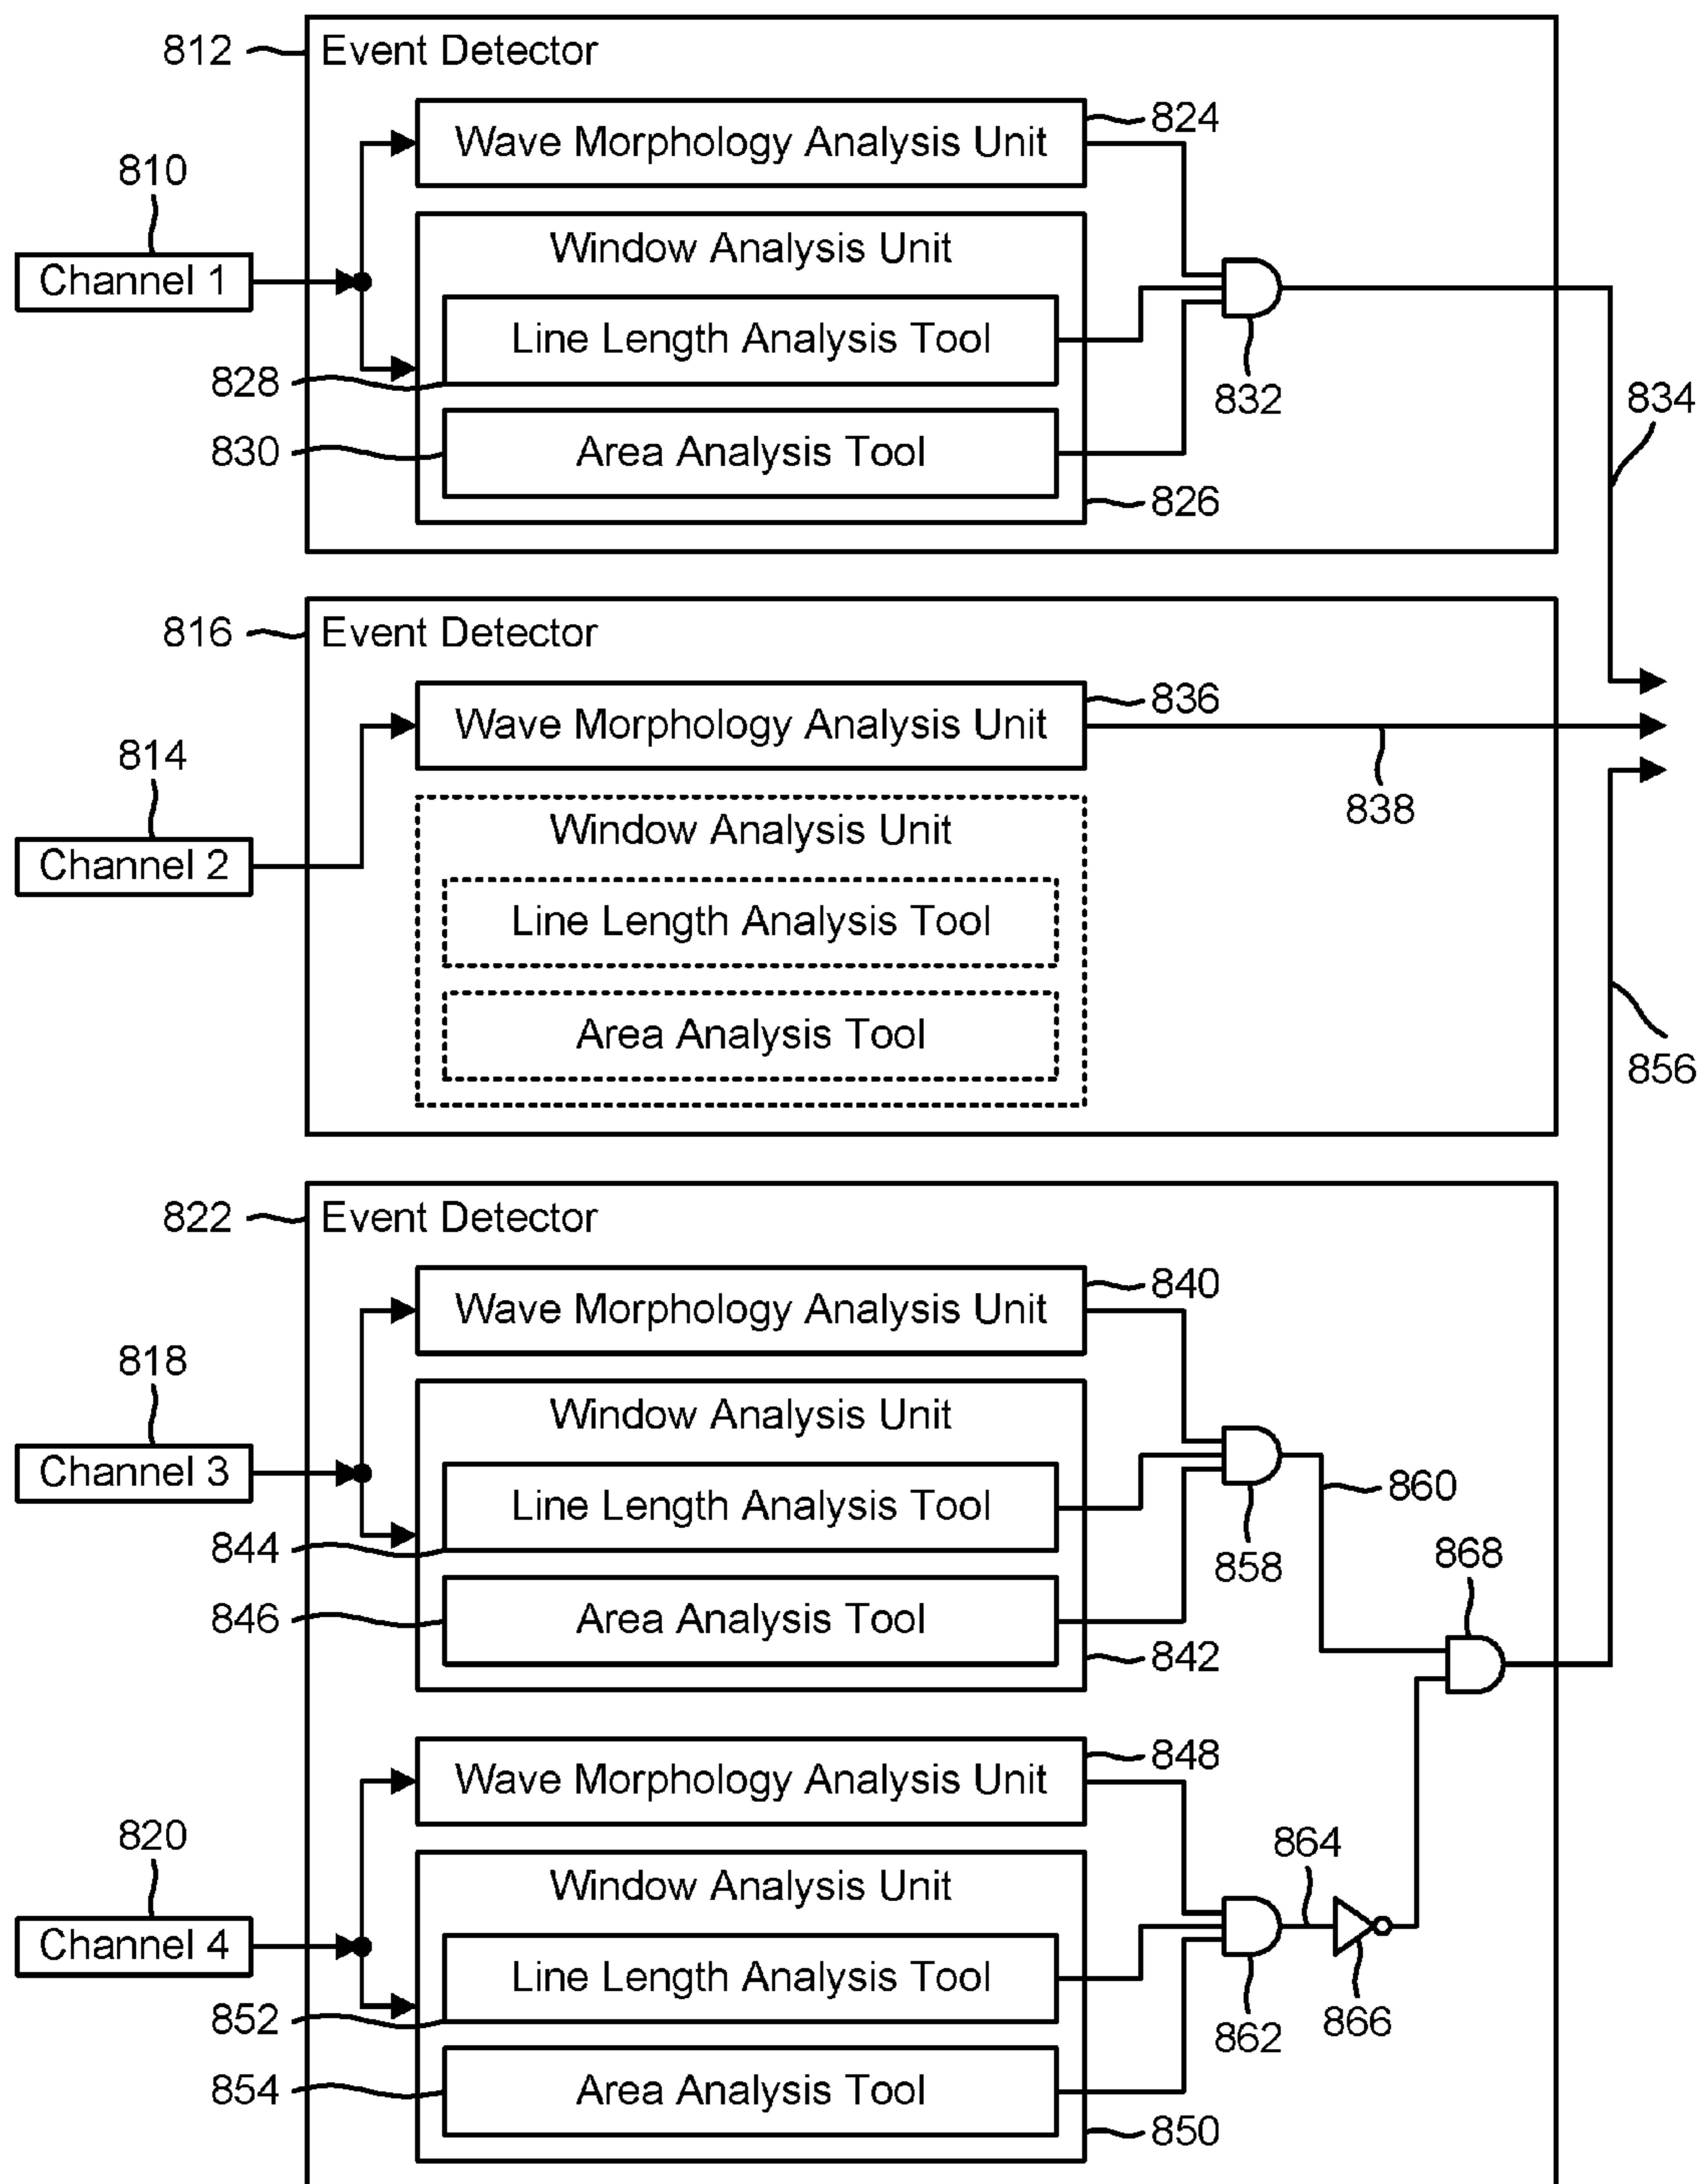 812
Event Detector
824
Wave Morphology Analysis Unit
810
Channel 1
Window Analysis Unit
Line Length Analysis Tool
828
832
834
830
Area Analysis Tool
826
816
Event Detector
836
Wave Morphology Analysis Unit
838
814
Channel 2
Window Analysis Unit
Line Length Analysis Tool
Area Analysis Tool
856
822
Event Detector
840
Wave Morphology Analysis Unit
818
Channel 3
Window Analysis Unit
860
Line Length Analysis Tool
844
858
868
846
Area Analysis Tool
842
848
Wave Morphology Analysis Unit
820
Channel 4
864
Window Analysis Unit
Line Length Analysis Tool
852
862
866
854
Area Analysis Tool
850